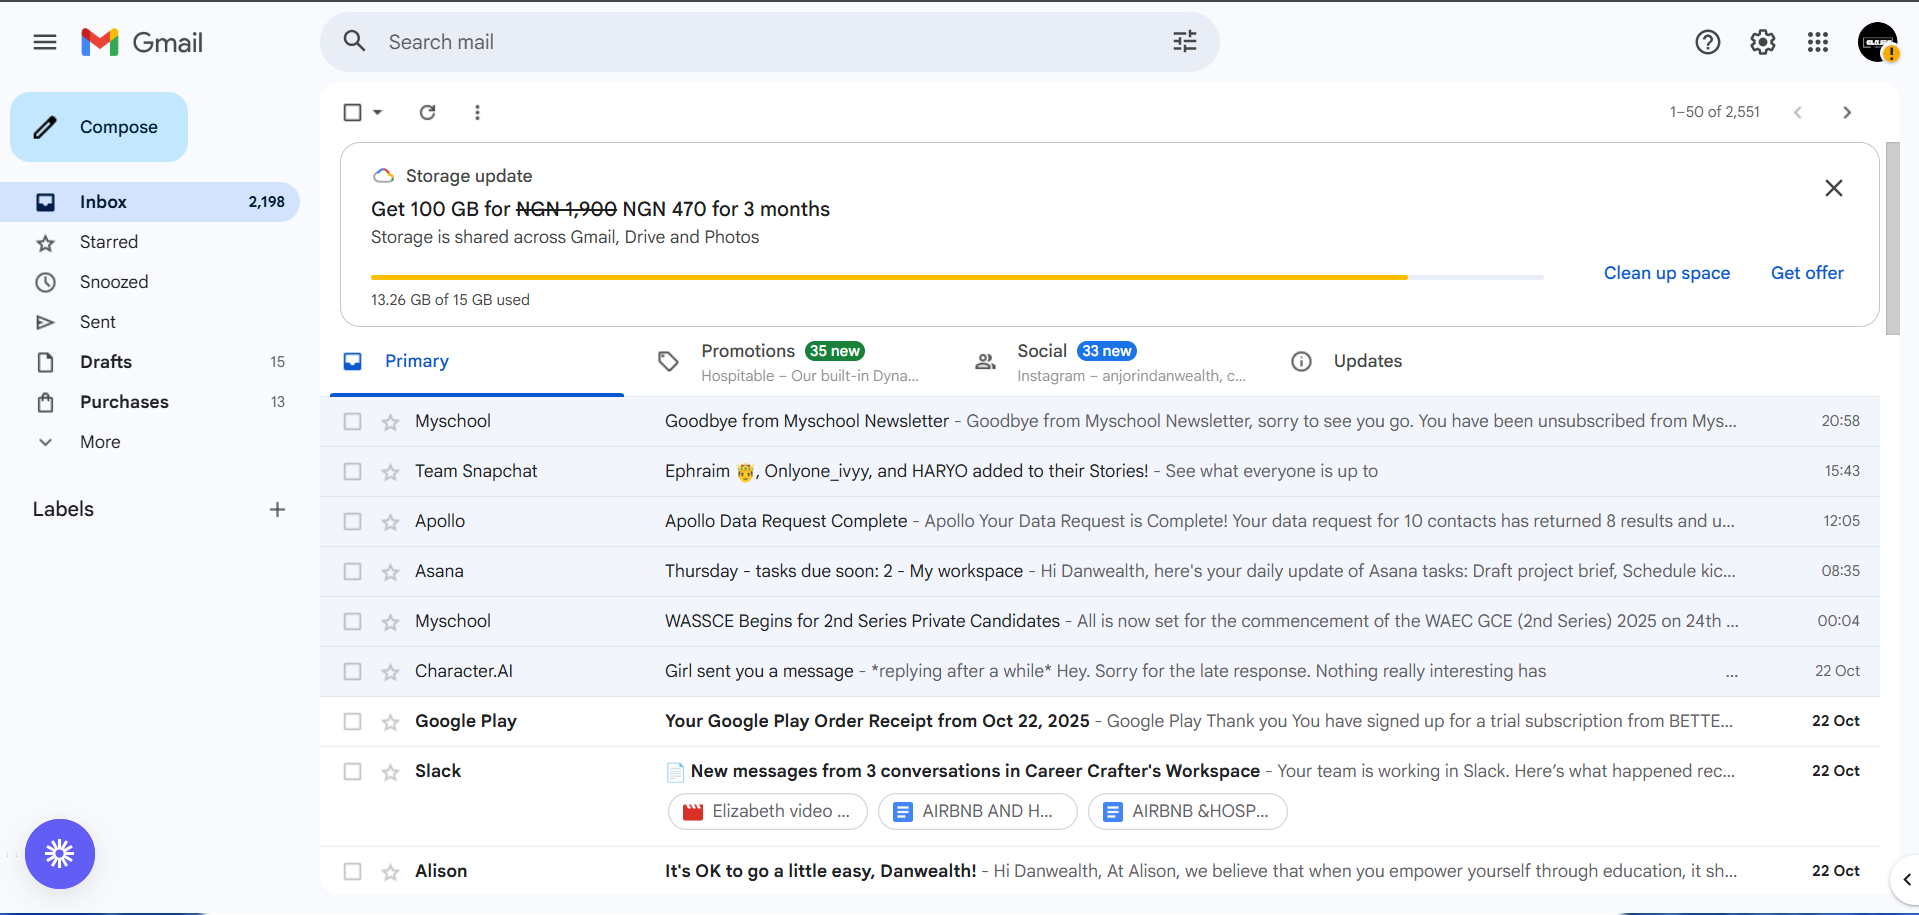 Gmail
Search mail
Compose
Inbox 2,198
Starred
Snoozed
Sent
Drafts 15
Purchases 13
More
Labels
1–50 of 2,551
Storage update
Get 100 GB for NGN 1,900 NGN 470 for 3 months
Storage is shared across Gmail, Drive and Photos
13.26 GB of 15 GB used
Clean up space Get offer
Primary
Promotions 35 new
Hospitable – Our built-in Dyna...
Social 33 new
Instagram – anjorindanwealth, c...
Updates
Myschool Goodbye from Myschool Newsletter - Goodbye from Myschool Newsletter, sorry to see you go. You have been unsubscribed from Mys... 20:58
Team Snapchat Ephraim 🤴, Onlyone_ivyy, and HARYO added to their Stories! - See what everyone is up to 15:43
Apollo Apollo Data Request Complete - Apollo Your Data Request is Complete! Your data request for 10 contacts has returned 8 results and u... 12:05
Asana Thursday - tasks due soon: 2 - My workspace - Hi Danwealth, here's your daily update of Asana tasks: Draft project brief, Schedule kic... 08:35
Myschool WASSCE Begins for 2nd Series Private Candidates - All is now set for the commencement of the WAEC GCE (2nd Series) 2025 on 24th ... 00:04
Character.AI Girl sent you a message - *replying after a while* Hey. Sorry for the late response. Nothing really interesting has ... 22 Oct
Google Play Your Google Play Order Receipt from Oct 22, 2025 - Google Play Thank you You have signed up for a trial subscription from BETTE... 22 Oct
Slack 📄 New messages from 3 conversations in Career Crafter's Workspace - Your team is working in Slack. Here's what happened rec... 22 Oct
Elizabeth video ... AIRBNB AND H... AIRBNB &HOSP...
Alison It's OK to go a little easy, Danwealth! - Hi Danwealth, At Alison, we believe that when you empower yourself through education, it sh... 22 Oct